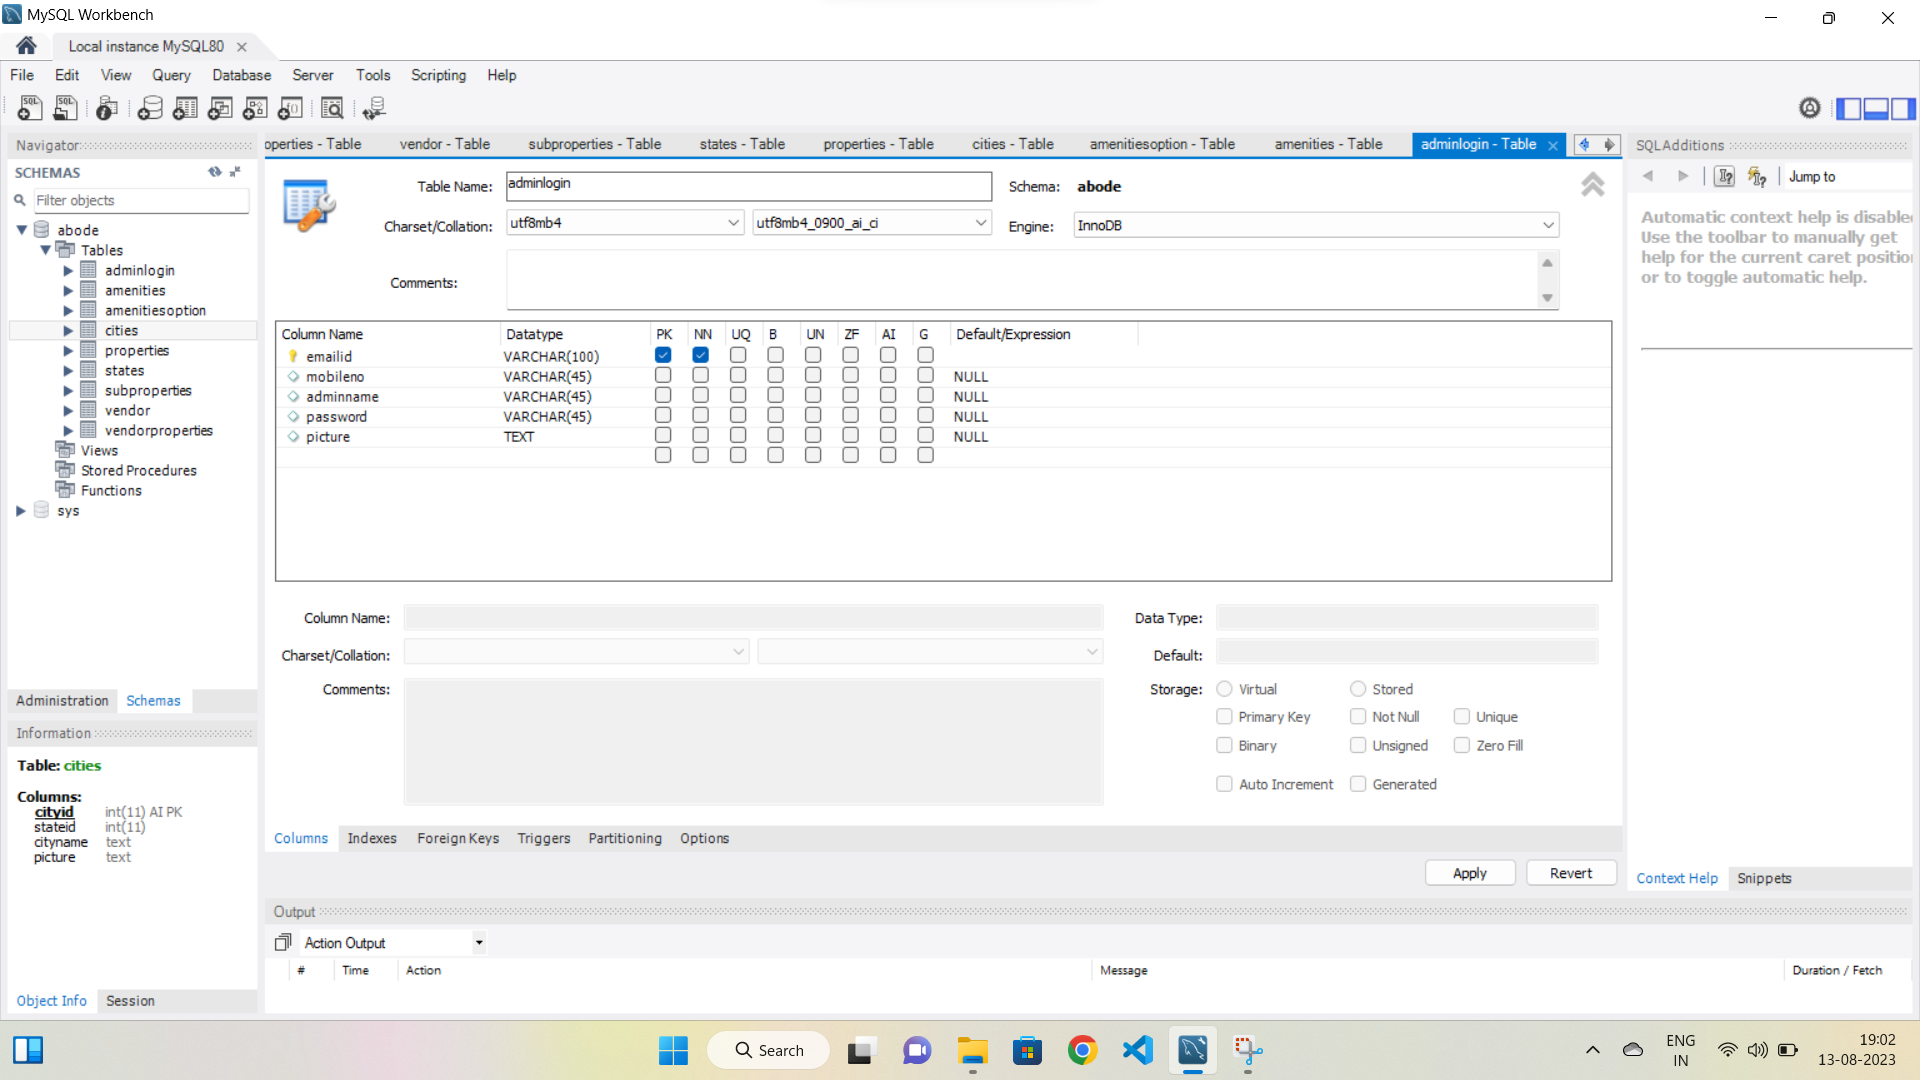 MySQL Workbench
Local instance MySQL80
File Edit View Query Database Server Tools Scripting Help
Navigator
SCHEMAS
Filter objects
abode
Tables
adminlogin
amenities
amenitiesoption
cities
properties
states
subproperties
vendor
vendorproperties
Views
Stored Procedures
Functions
sys
Administration Schemas
Information
Table: cities
Columns:
cityid int(11) AI PK
stateid int(11)
cityname text
picture text
Object Info Session
operties - Table vendor - Table subproperties - Table states - Table properties - Table cities - Table amenitiesoption - Table amenities - Table adminlogin - Table
Table Name: adminlogin Schema: abode
Charset/Collation: utf8mb4 utf8mb4_0900_ai_ci Engine: InnoDB
Comments:
Column Name Datatype PK NN UQ B UN ZF AI G Default/Expression
emailid VARCHAR(100)
mobileno VARCHAR(45) NULL
adminname VARCHAR(45) NULL
password VARCHAR(45) NULL
picture TEXT NULL
Column Name: Data Type:
Charset/Collation: Default:
Comments: Storage: Virtual Stored
Primary Key Not Null Unique
Binary Unsigned Zero Fill
Auto Increment Generated
Columns Indexes Foreign Keys Triggers Partitioning Options
Apply Revert
Output
Action Output
# Time Action Message Duration / Fetch
SQLAdditions
Jump to
Automatic context help is disable
Use the toolbar to manually get
help for the current caret positio
or to toggle automatic help.
Context Help Snippets
Search
ENG
IN
19:02
13-08-2023